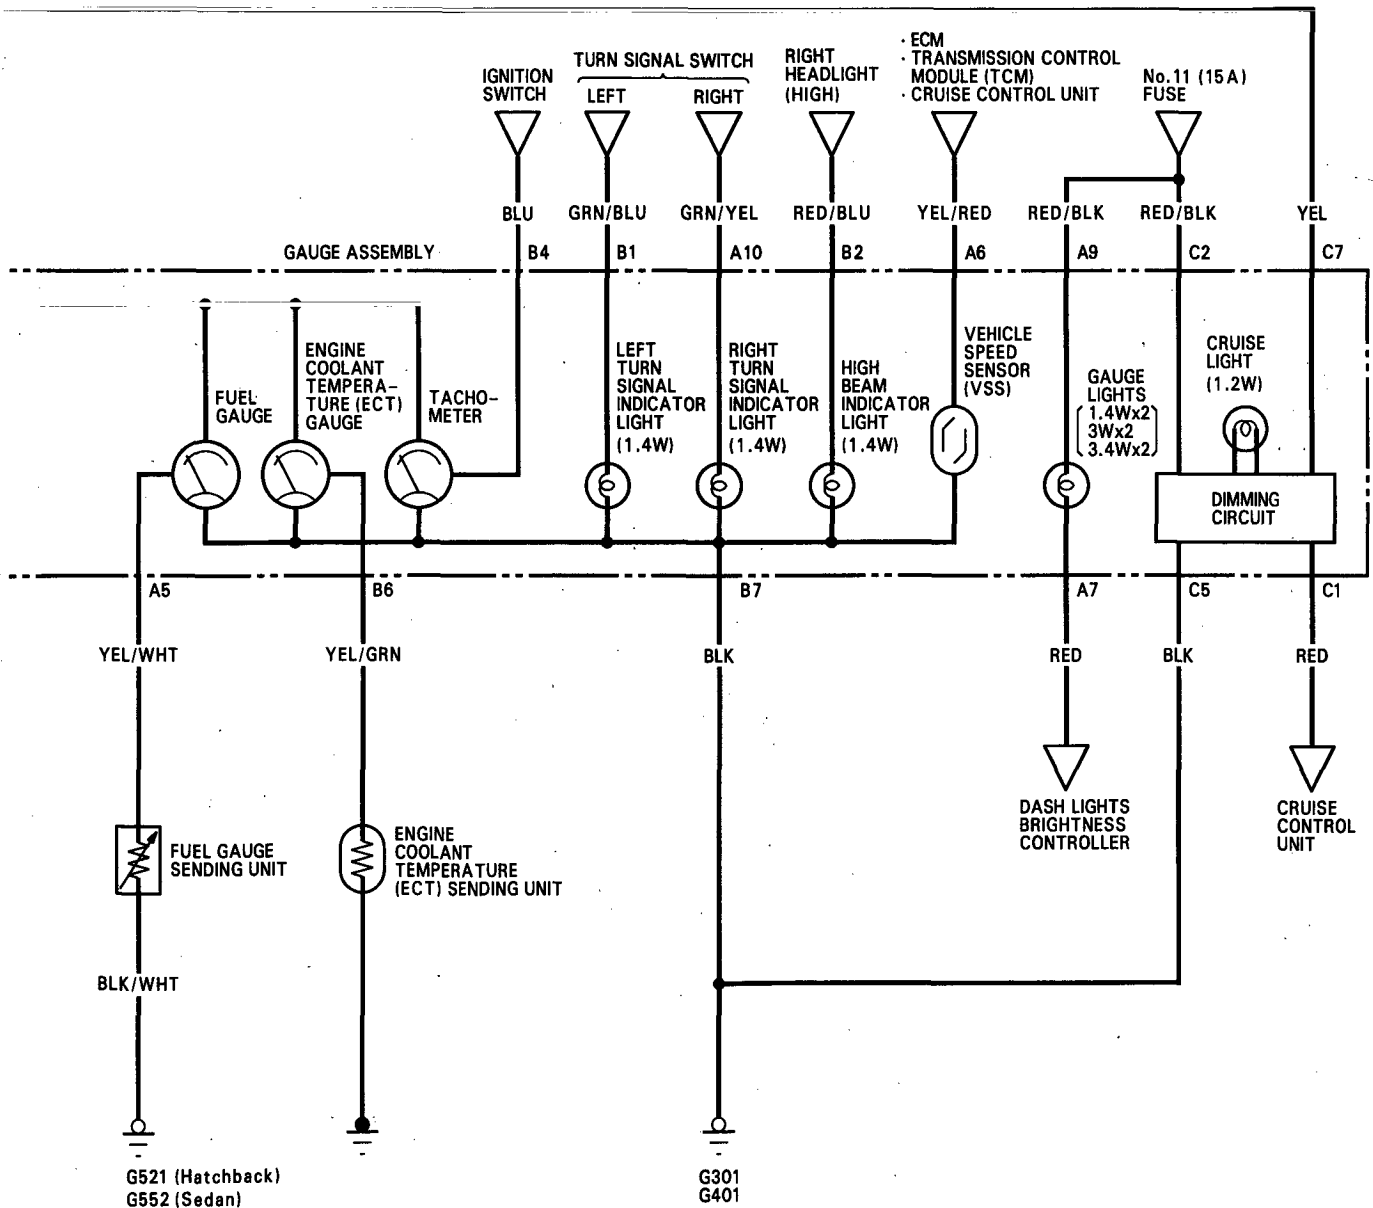 · ECM
TURN SIGNAL SWITCH
RIGHT
HEADLIGHT
(HIGH)
· TRANSMISSION CONTROL
MODULE (TCM)
· CRUISE CONTROL UNIT
IGNITION
SWITCH
LEFT
RIGHT
No.11 (15A)
FUSE
BLU
GRN/BLU
GRN/YEL
RED/BLU
YEL/RED
RED/BLK
RED/BLK
YEL
GAUGE ASSEMBLY
B4
B1
A10
B2
A6
A9
C2
C7
FUEL
GAUGE
ENGINE
COOLANT
TEMPERA-
TURE (ECT)
GAUGE
TACHO-
METER
LEFT
TURN
SIGNAL
INDICATOR
LIGHT
(1.4W)
RIGHT
TURN
SIGNAL
INDICATOR
LIGHT
(1.4W)
HIGH
BEAM
INDICATOR
LIGHT
(1.4W)
VEHICLE
SPEED
SENSOR
(VSS)
GAUGE
LIGHTS
1.4Wx2
3Wx2
3.4Wx2
CRUISE
LIGHT
(1.2W)
DIMMING
CIRCUIT
A5
B6
B7
A7
C5
C1
YEL/WHT
YEL/GRN
BLK
RED
BLK
RED
FUEL GAUGE
SENDING UNIT
ENGINE
COOLANT
TEMPERATURE
(ECT) SENDING UNIT
DASH LIGHTS
BRIGHTNESS
CONTROLLER
CRUISE
CONTROL
UNIT
BLK/WHT
G521 (Hatchback)
G552 (Sedan)
G301
G401